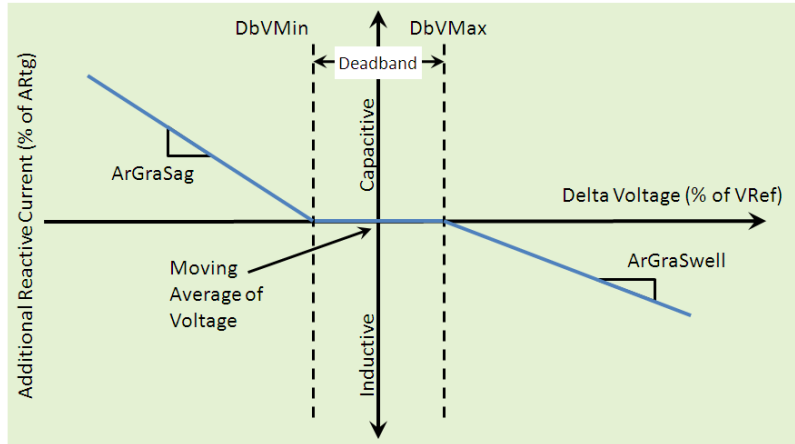 DbVMin
DbVMax
Deadband
Additional Reactive Current (% of ARtg)
Capacitive
ArGraSag
Delta Voltage (% of VRef)
Moving
Average of
Voltage
ArGraSwell
Inductive